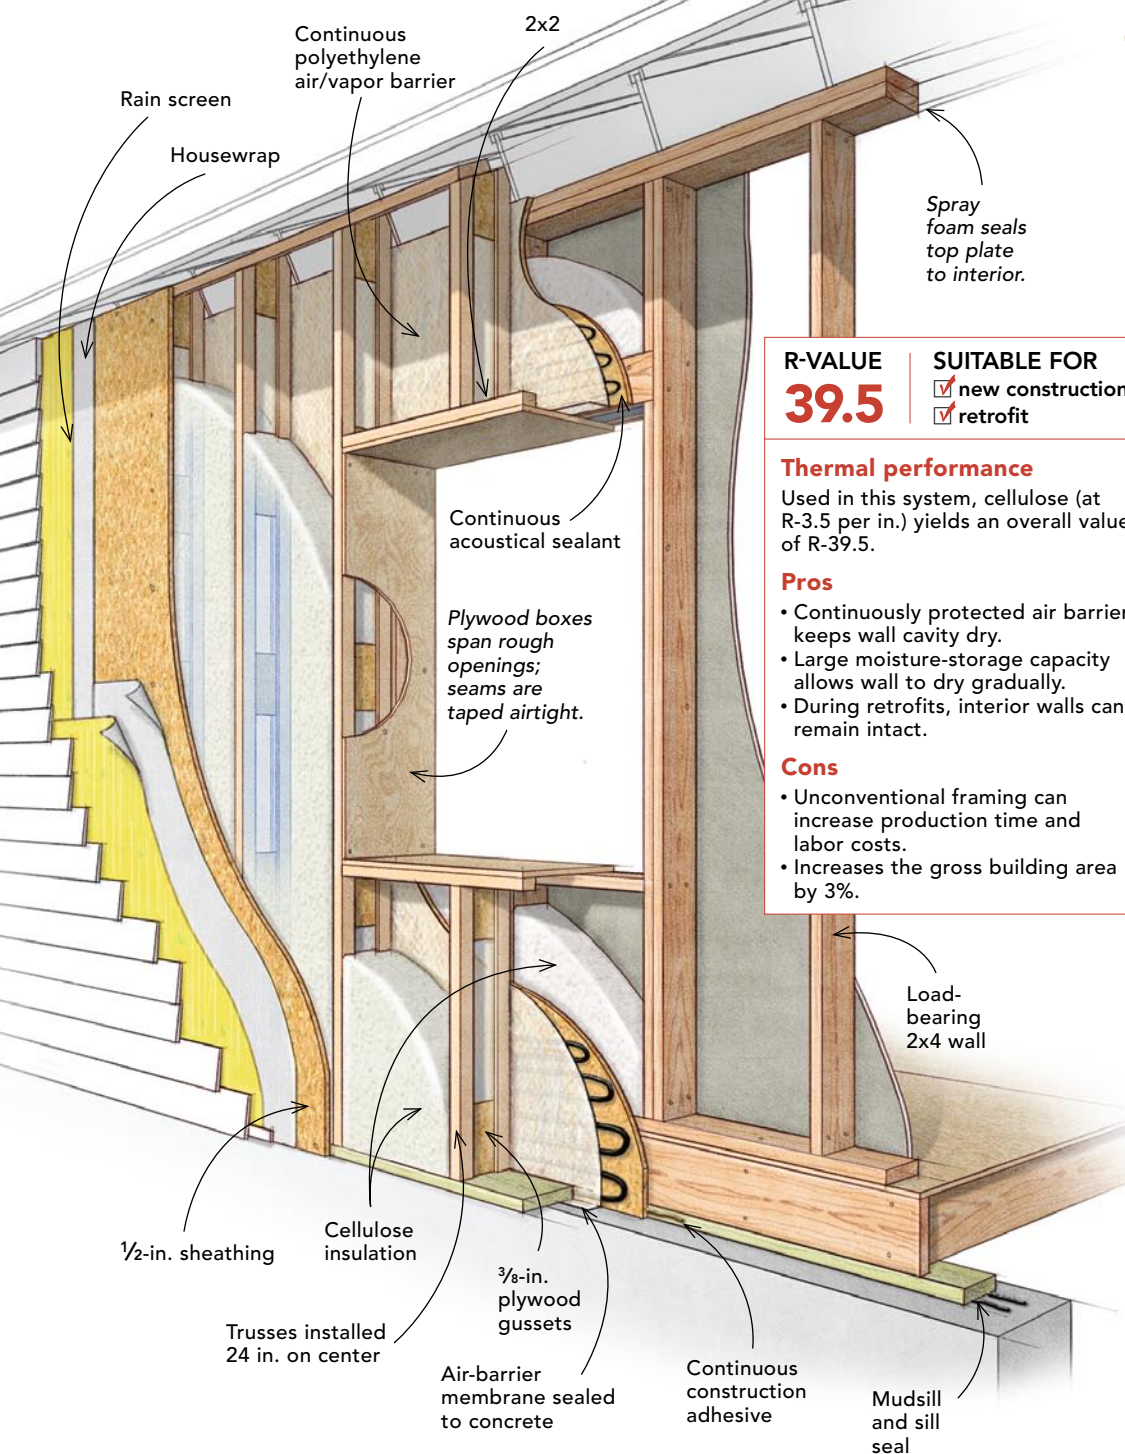 2x2
Continuous
polyethylene
air/vapor barrier
Rain screen
Housewrap
Spray
foam seals
top plate
to interior.
R-VALUE
39.5
SUITABLE FOR
new construction
retrofit
Thermal performance
Used in this system, cellulose (at
R-3.5 per in.) yields an overall value
of R-39.5.
Pros
• Continuously protected air barrier
keeps wall cavity dry.
• Large moisture-storage capacity
allows wall to dry gradually.
• During retrofits, interior walls can
remain intact.
Cons
• Unconventional framing can
increase production time and
labor costs.
• Increases the gross building area
by 3%.
Continuous
acoustical sealant
Plywood boxes
span rough
openings;
seams are
taped airtight.
Load-
bearing
2x4 wall
½-in. sheathing
Cellulose
insulation
Trusses installed
24 in. on center
⅜-in.
plywood
gussets
Air-barrier
membrane sealed
to concrete
Continuous
construction
adhesive
Mudsill
and sill
seal